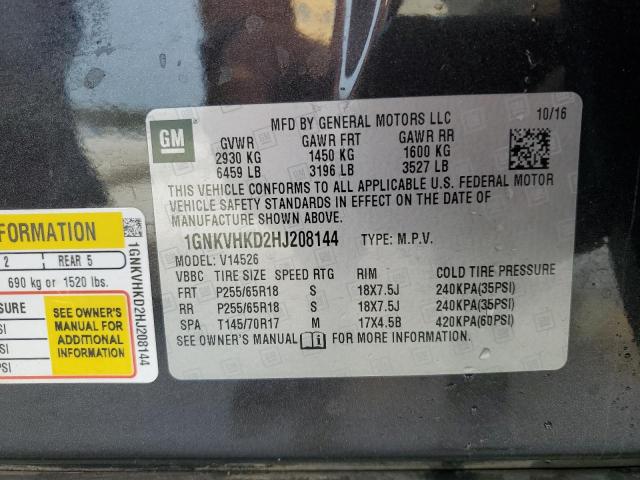 GM
MFD BY GENERAL MOTORS LLC 10/16
GVWR GAWR FRT GAWR RR
2930 KG 1450 KG 1600 KG
6459 LB 3196 LB 3527 LB
THIS VEHICLE CONFORMS TO ALL APPLICABLE U.S. FEDERAL MOTOR
VEHICLE SAFETY STANDARDS IN EFFECT ON THE DATE OF
MANUFACTURE SHOWN ABOVE.
1GNKVHKD2HJ208144 TYPE: M.P.V.
MODEL: V14526
VBBC TIRE SIZE SPEED RTG RIM COLD TIRE PRESSURE
FRT P255/65R18 S 18X7.5J 240KPA(35PSI)
RR P255/65R18 S 18X7.5J 240KPA(35PSI)
SPA T145/70R17 M 17X4.5B 420KPA(60PSI)
SEE OWNER'S MANUAL FOR MORE INFORMATION.
FORMATION
2 REAR 5
690 kg or 1520 lbs.
SEE OWNER'S
MANUAL FOR
ADDITIONAL
INFORMATION
1GNKVHKD2HJ208144